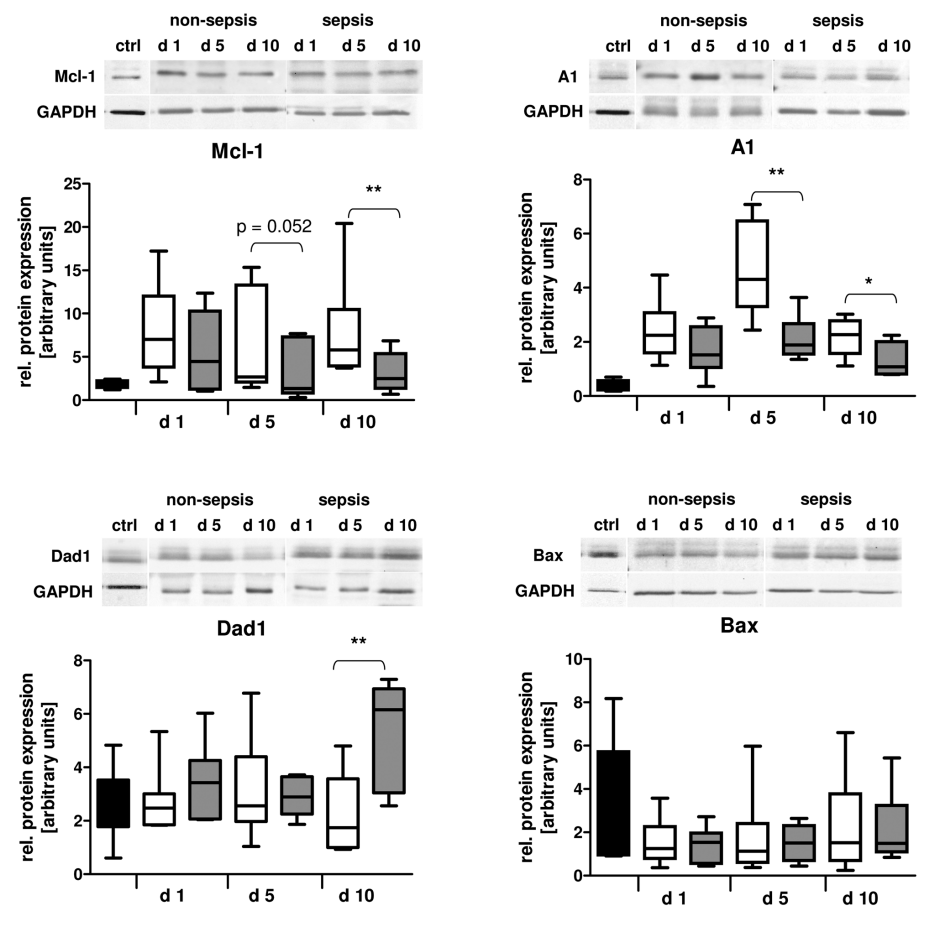 non-sepsis sepsis
ctrl d 1 d 5 d 10 d 1 d 5 d 10
Mcl-1
GAPDH
Mcl-1
rel. protein expression
[arbitrary units]
25
20
15
10
5
0
p = 0.052
**
d 1 d 5 d 10
non-sepsis sepsis
ctrl d 1 d 5 d 10 d 1 d 5 d 10
A1
GAPDH
A1
rel. protein expression
[arbitrary units]
8
6
4
2
0
**
*
d 1 d 5 d 10
non-sepsis sepsis
ctrl d 1 d 5 d 10 d 1 d 5 d 10
Dad1
GAPDH
Dad1
rel. protein expression
[arbitrary units]
8
6
4
2
0
**
d 1 d 5 d 10
non-sepsis sepsis
ctrl d 1 d 5 d 10 d 1 d 5 d 10
Bax
GAPDH
Bax
rel. protein expression
[arbitrary units]
10
8
6
4
2
0
d 1 d 5 d 10